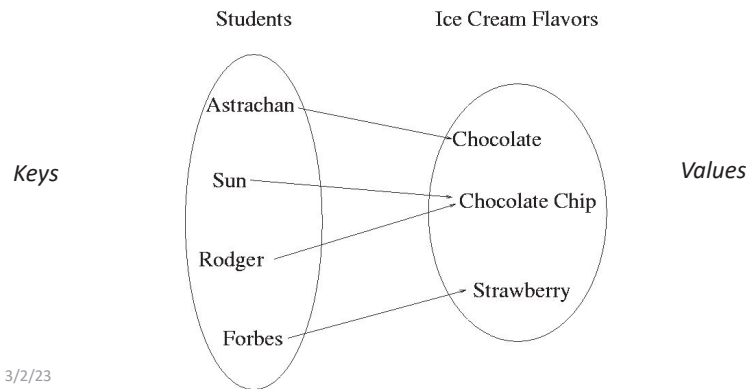 Students
Ice Cream Flavors
Astrachan
Chocolate
Keys
Sun
Values
Chocolate Chip
Rodger
Strawberry
Forbes
3/2/23